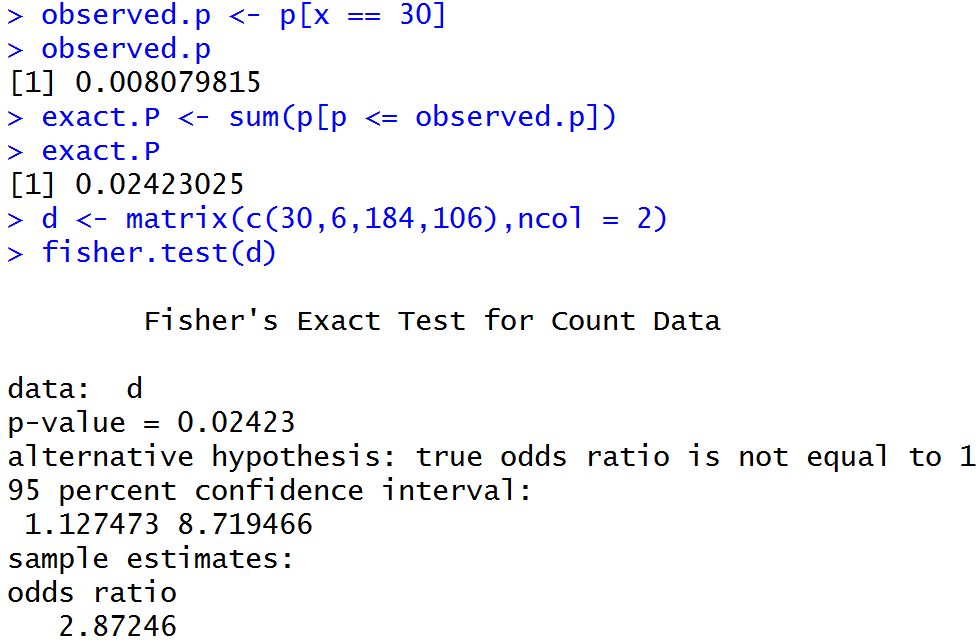 > observed.p <- p[x == 30]
> observed.p
[1] 0.008079815
> exact.P <- sum(p[p <= observed.p])
> exact.P
[1] 0.02423025
> d <- matrix(c(30,6,184,106),ncol = 2)
> fisher.test(d)
Fisher's Exact Test for Count Data
data:  d
p-value = 0.02423
alternative hypothesis: true odds ratio is not equal to 1
95 percent confidence interval:
1.127473 8.719466
sample estimates:
odds ratio
2.87246